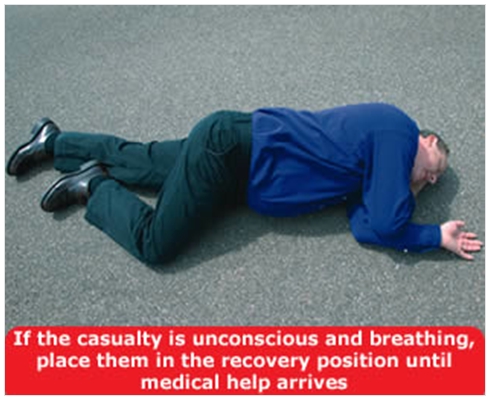 If the casualty is unconscious and breathing,
place them in the recovery position until
medical help arrives